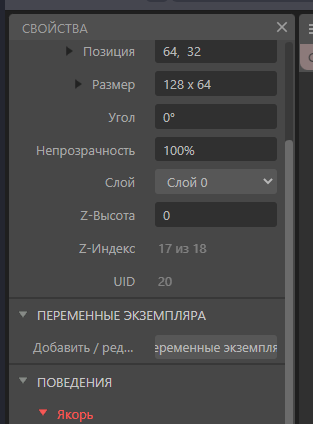 СВОЙСТВА
Позиция 64, 32
Размер 128 x 64
Угол 0°
Непрозрачность 100%
Слой Слой 0
Z-Высота 0
Z-Индекс 17 из 18
UID 20
ПЕРЕМЕННЫЕ ЭКЗЕМПЛЯРА
Добавить / ред... еременные экземпля
ПОВЕДЕНИЯ
Якорь